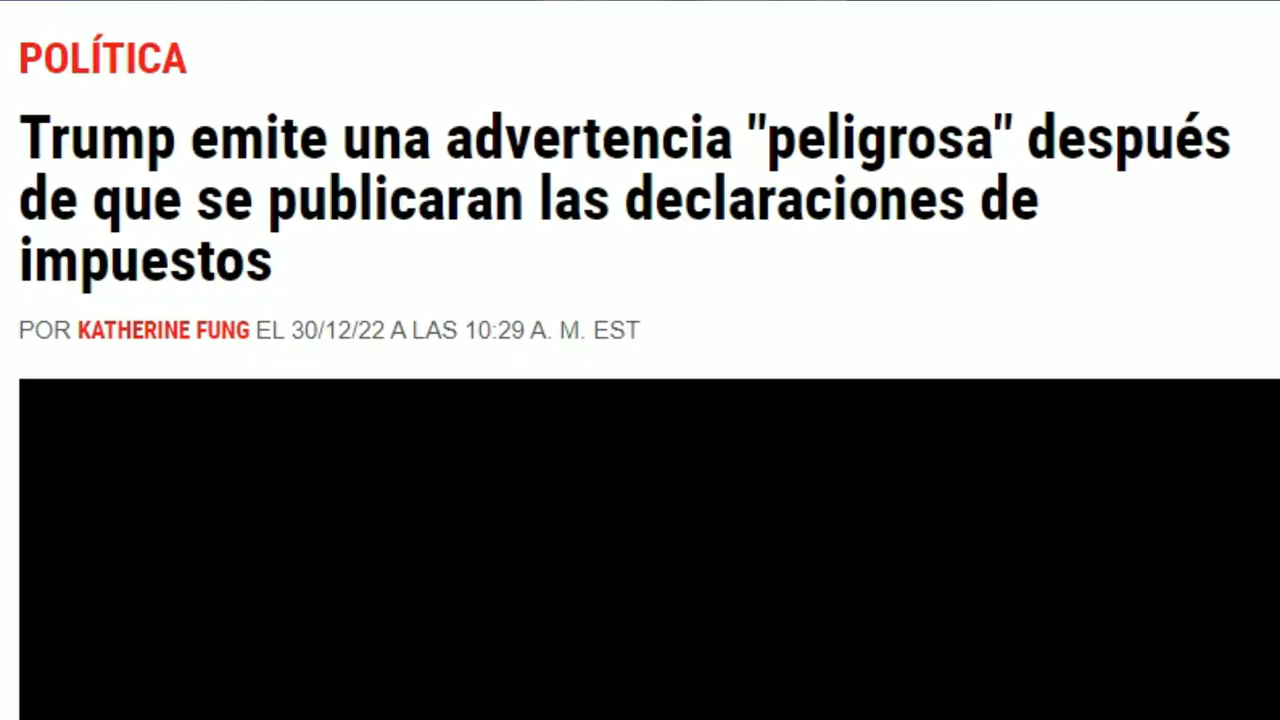 POLÍTICA
Trump emite una advertencia "peligrosa" después
de que se publicaran las declaraciones de
impuestos
POR KATHERINE FUNG EL 30/12/22 A LAS 10:29 A. M. EST